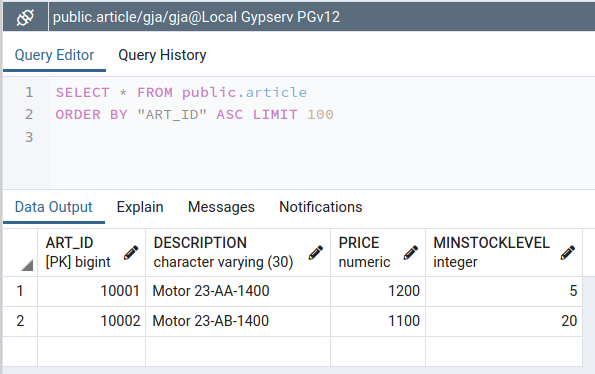 public.article/gja/gja@Local Gypserv PGv12
Query Editor Query History
1 SELECT * FROM public.article
2 ORDER BY "ART_ID" ASC LIMIT 100
3
Data Output Explain Messages Notifications
ART_ID DESCRIPTION PRICE MINSTOCKLEVEL
[PK] bigint character varying (30) numeric integer
1 10001 Motor 23-AA-1400 1200 5
2 10002 Motor 23-AB-1400 1100 20